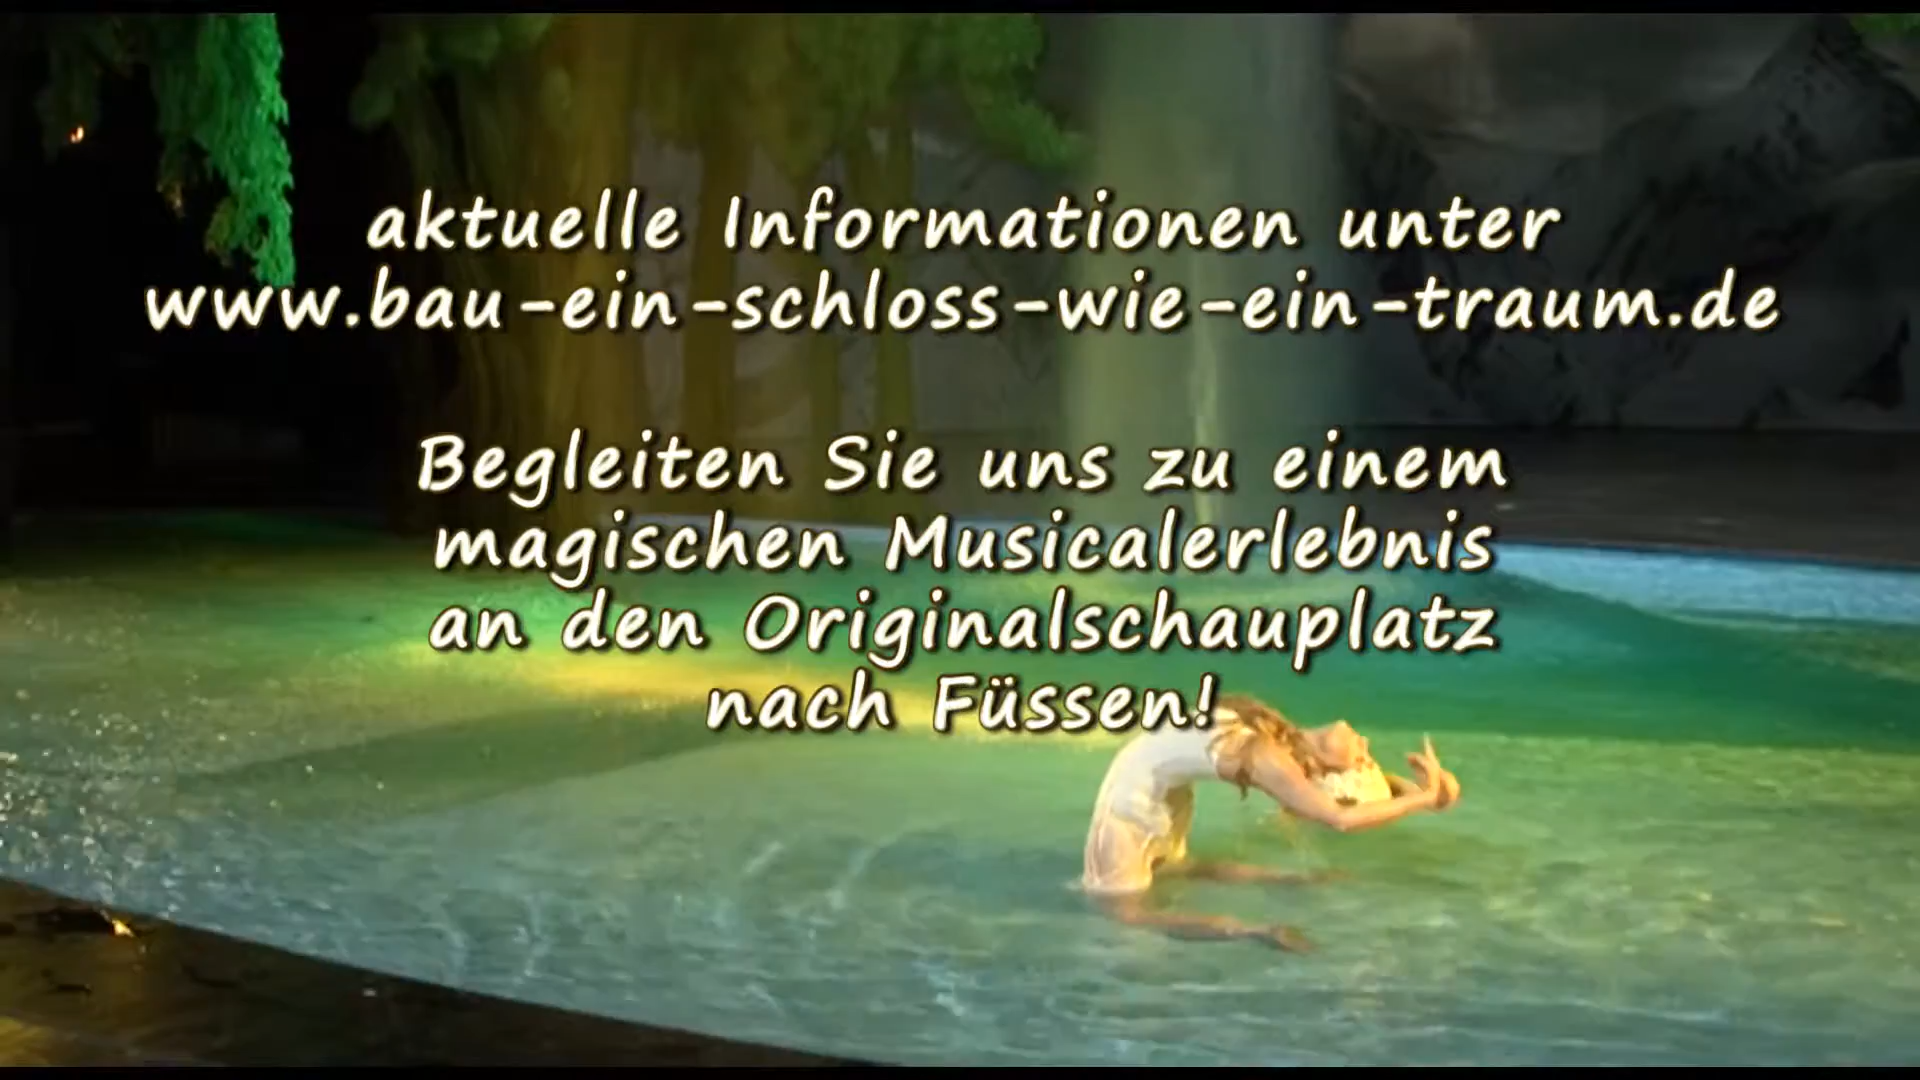 aktuelle Informationen unter
www.bau-ein-schloss-wie-ein-traum.de
Begleiten Sie uns zu einem
magischen Musicalerlebnis
an den Originalschauplatz
nach Füssen!